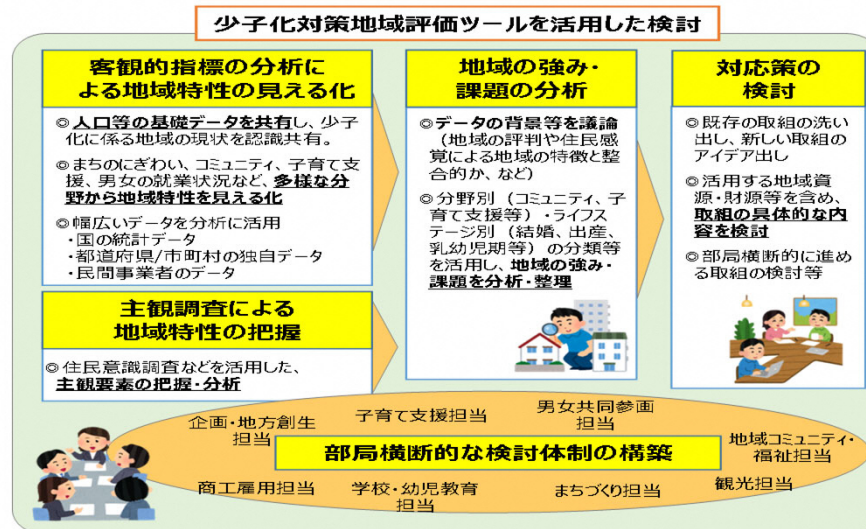 少子化対策地域評価ツールを活用した検討
客観的指標の分析に
よる地域特性の見える化
◎人口等の基礎データを共有し、少子
化に係る地域の現状を認識共有。
◎まちのにぎわい、コミュニティ、子育て支
援、男女の就業状況など、多様な分
野から地域特性を見える化
◎幅広いデータを分析に活用
・国の統計データ
・都道府県/市町村の独自データ
・民間事業者のデータ
主観調査による
地域特性の把握
◎住民意識調査などを活用した、
主観要素の把握・分析
地域の強み・
課題の分析
◎データの背景等を議論
（地域の評判や住民感
覚による地域の特徴と整
合的か、など）
◎分野別（コミュニティ、子
育て支援等）・ライフス
テージ別（結婚、出産、
乳幼児期等）の分類等
を活用し、地域の強み・
課題を分析・整理
対応策の
検討
◎既存の取組の洗い
出し、新しい取組の
アイデア出し
◎活用する地域資
源・財源等を含め、
取組の具体的な内
容を検討
◎部局横断的に進め
る取組の検討等
企画・地方創生
担当
子育て支援担当
男女共同参画
担当
地域コミュニティ・
福祉担当
部局横断的な検討体制の構築
商工雇用担当
学校・幼児教育
担当
まちづくり担当
観光担当